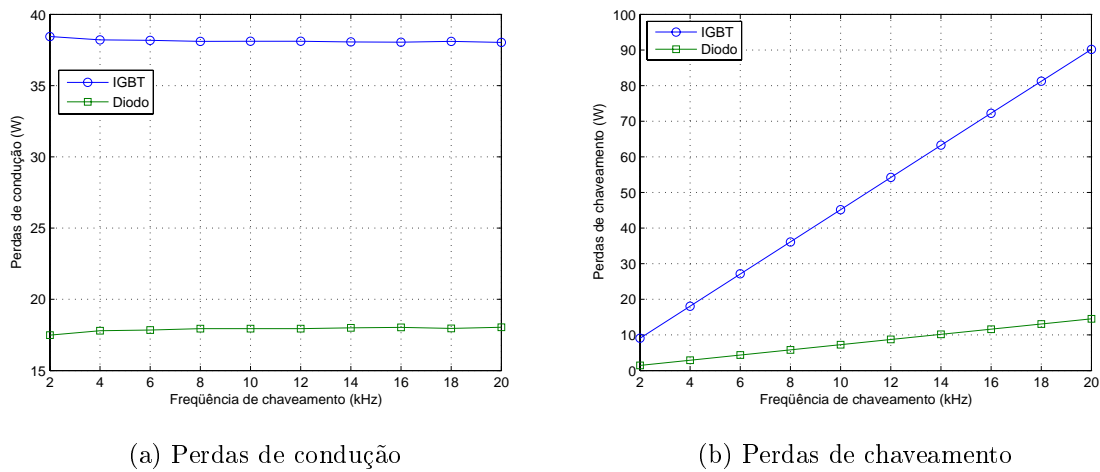 40
35
30
25
20
15
2 4 6 8 10 12 14 16 18 20
Perdas de condução (W)
Freqüência de chaveamento (kHz)
IGBT
Diodo
(a) Perdas de condução
100
90
80
70
60
50
40
30
20
10
0
2 4 6 8 10 12 14 16 18 20
Perdas de chaveamento (W)
Freqüência de chaveamento (kHz)
IGBT
Diodo
(b) Perdas de chaveamento